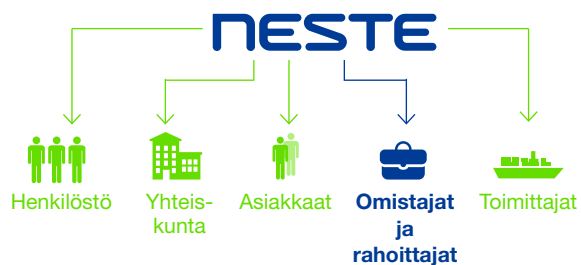 NESTE
Henkilöstö
Yhteis-
kunta
Asiakkaat
Omistajat
ja
rahoittajat
Toimittajat